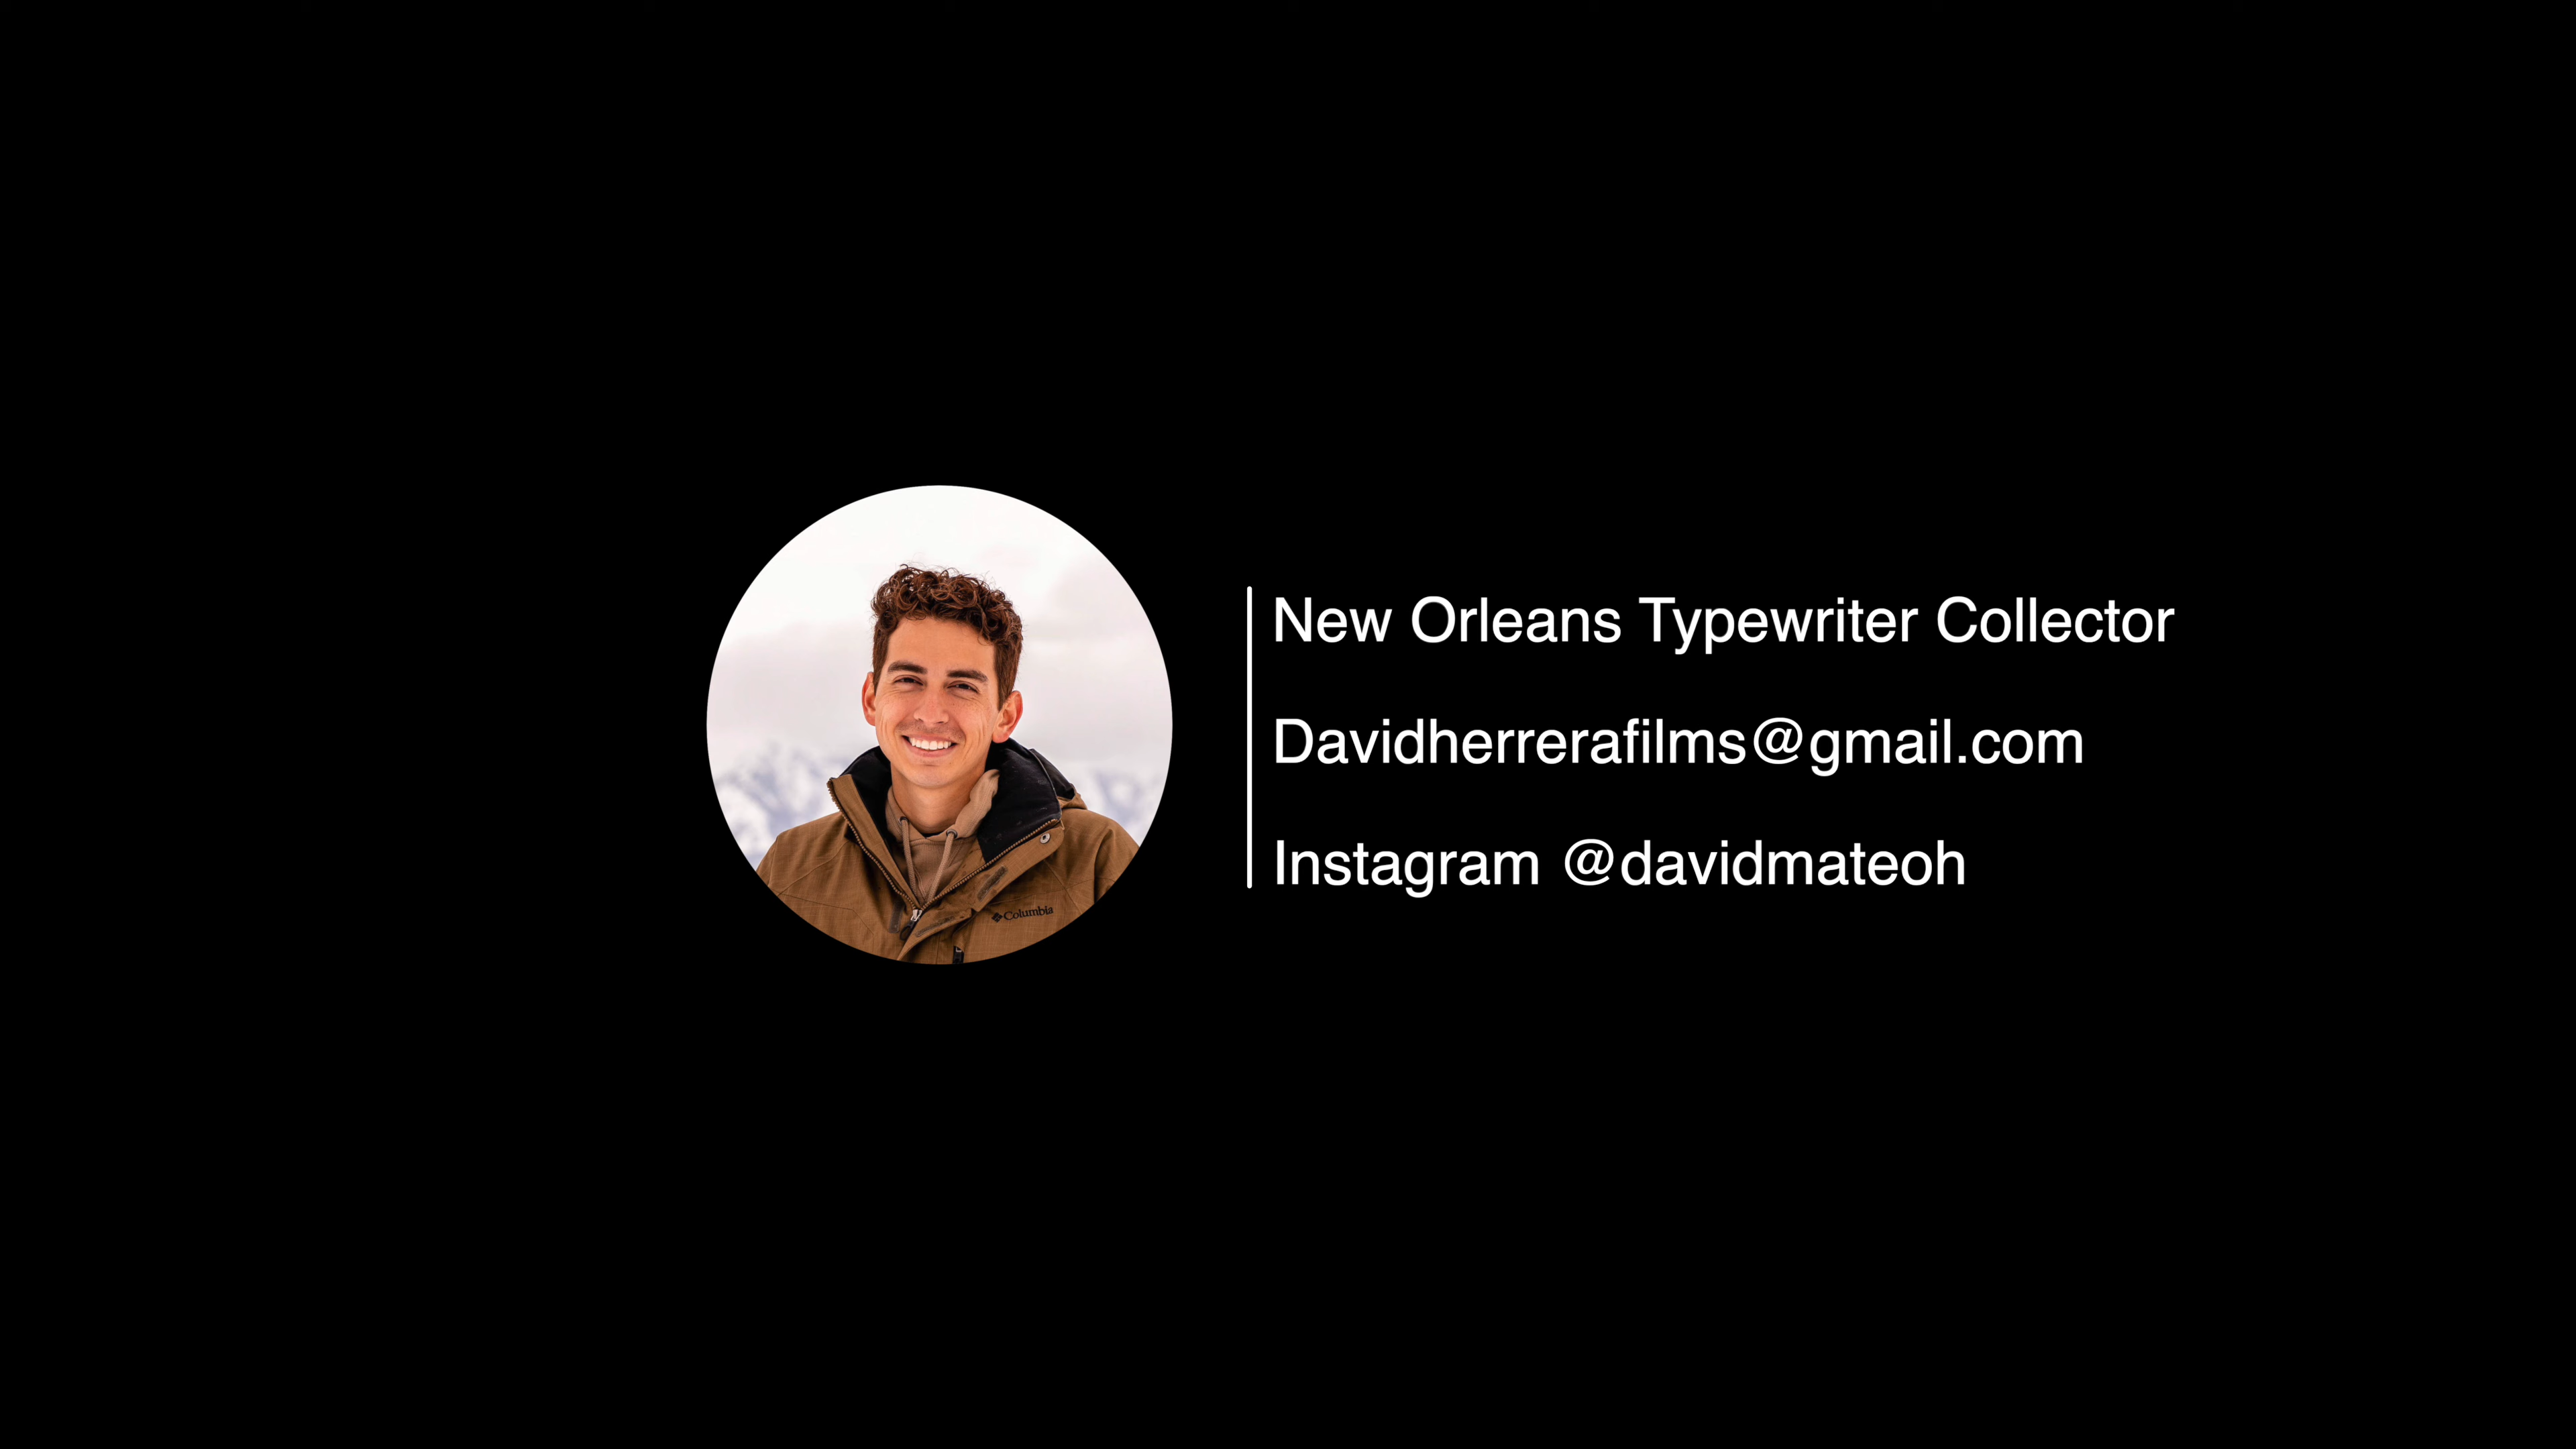 New Orleans Typewriter Collector
Davidherrerafilms@gmail.com
Instagram @davidmateoh
Columbia